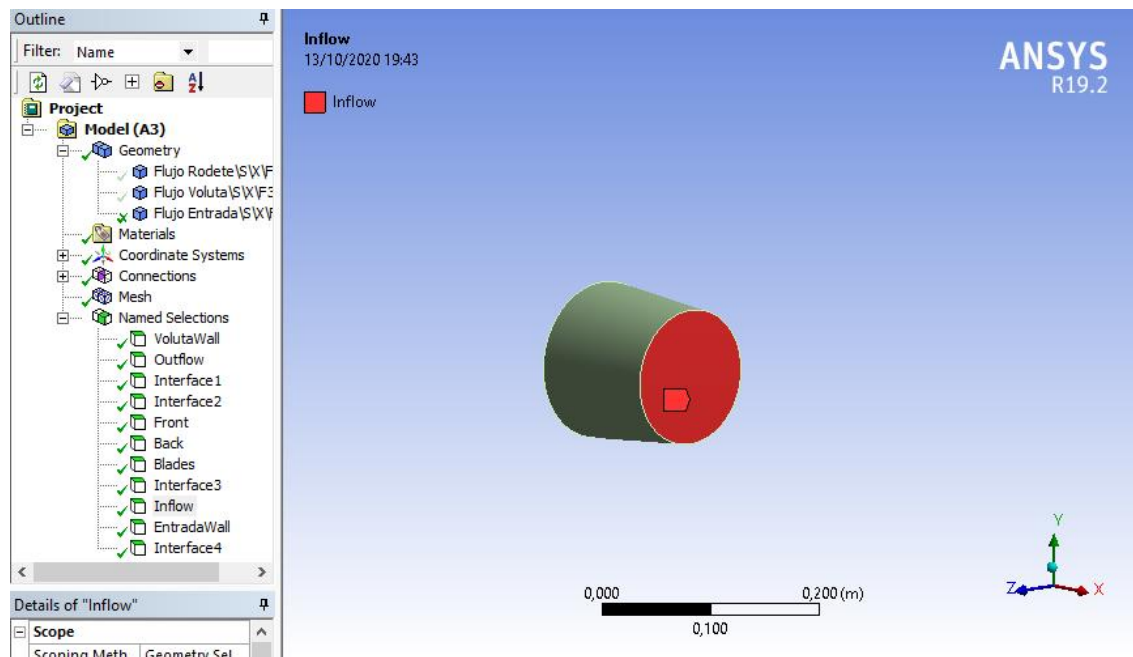 Outline
Filter: Name
Project
Model (A3)
Geometry
Flujo Rodete\S\X\F
Flujo Voluta\S\X\F3
Flujo Entrada\S\X\F
Materials
Coordinate Systems
Connections
Mesh
Named Selections
VolutaWall
Outflow
Interface1
Interface2
Front
Back
Blades
Interface3
Inflow
EntradaWall
Interface4
Details of "Inflow"
Scope
Scoping Meth... Geometry Sel...
Inflow
13/10/2020 19:43
Inflow
ANSYS
R19.2
0,000 0,200 (m)
0,100
Y
Z X